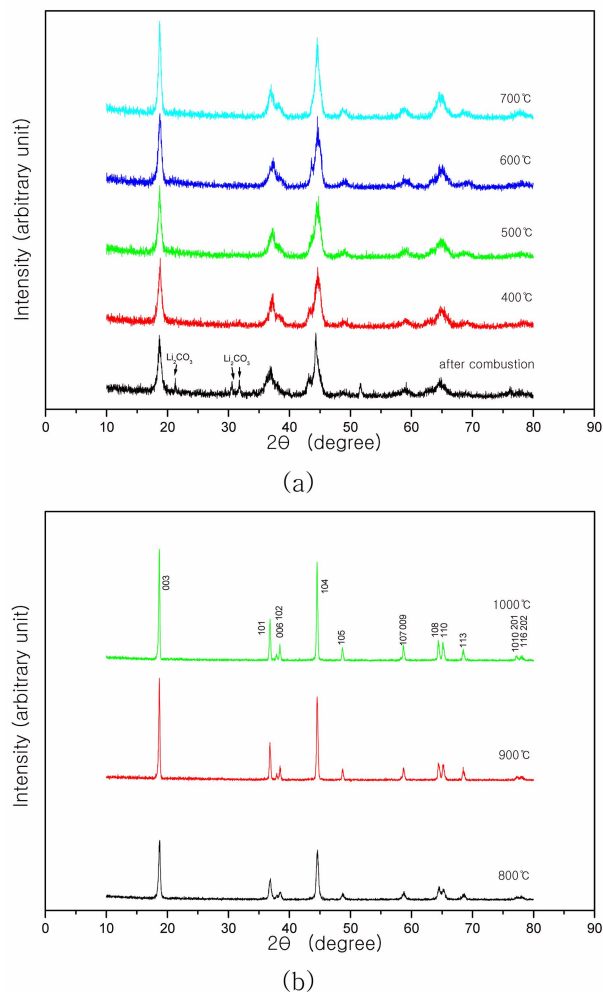 Intensity (arbitrary unit)
700℃
600℃
500℃
400℃
after combustion
Li₂CO₃
Li₂CO₃
0 10 20 30 40 50 60 70 80 90
2θ (degree)
(a)
Intensity (arbitrary unit)
003
101
006 102
104
105
107 009
108
110
113
1010 201
116 202
1000℃
900℃
800℃
0 10 20 30 40 50 60 70 80 90
2θ (degree)
(b)